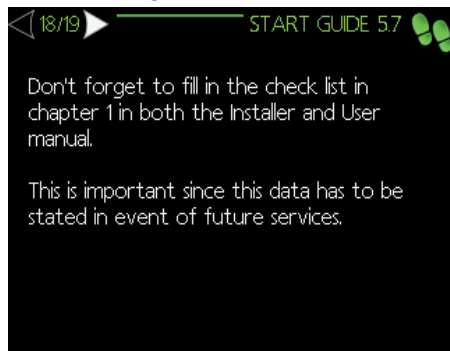 18/19
START GUIDE 5.7
Don't forget to fill in the check list in
chapter 1 in both the Installer and User
manual.
This is important since this data has to be
stated in event of future services.